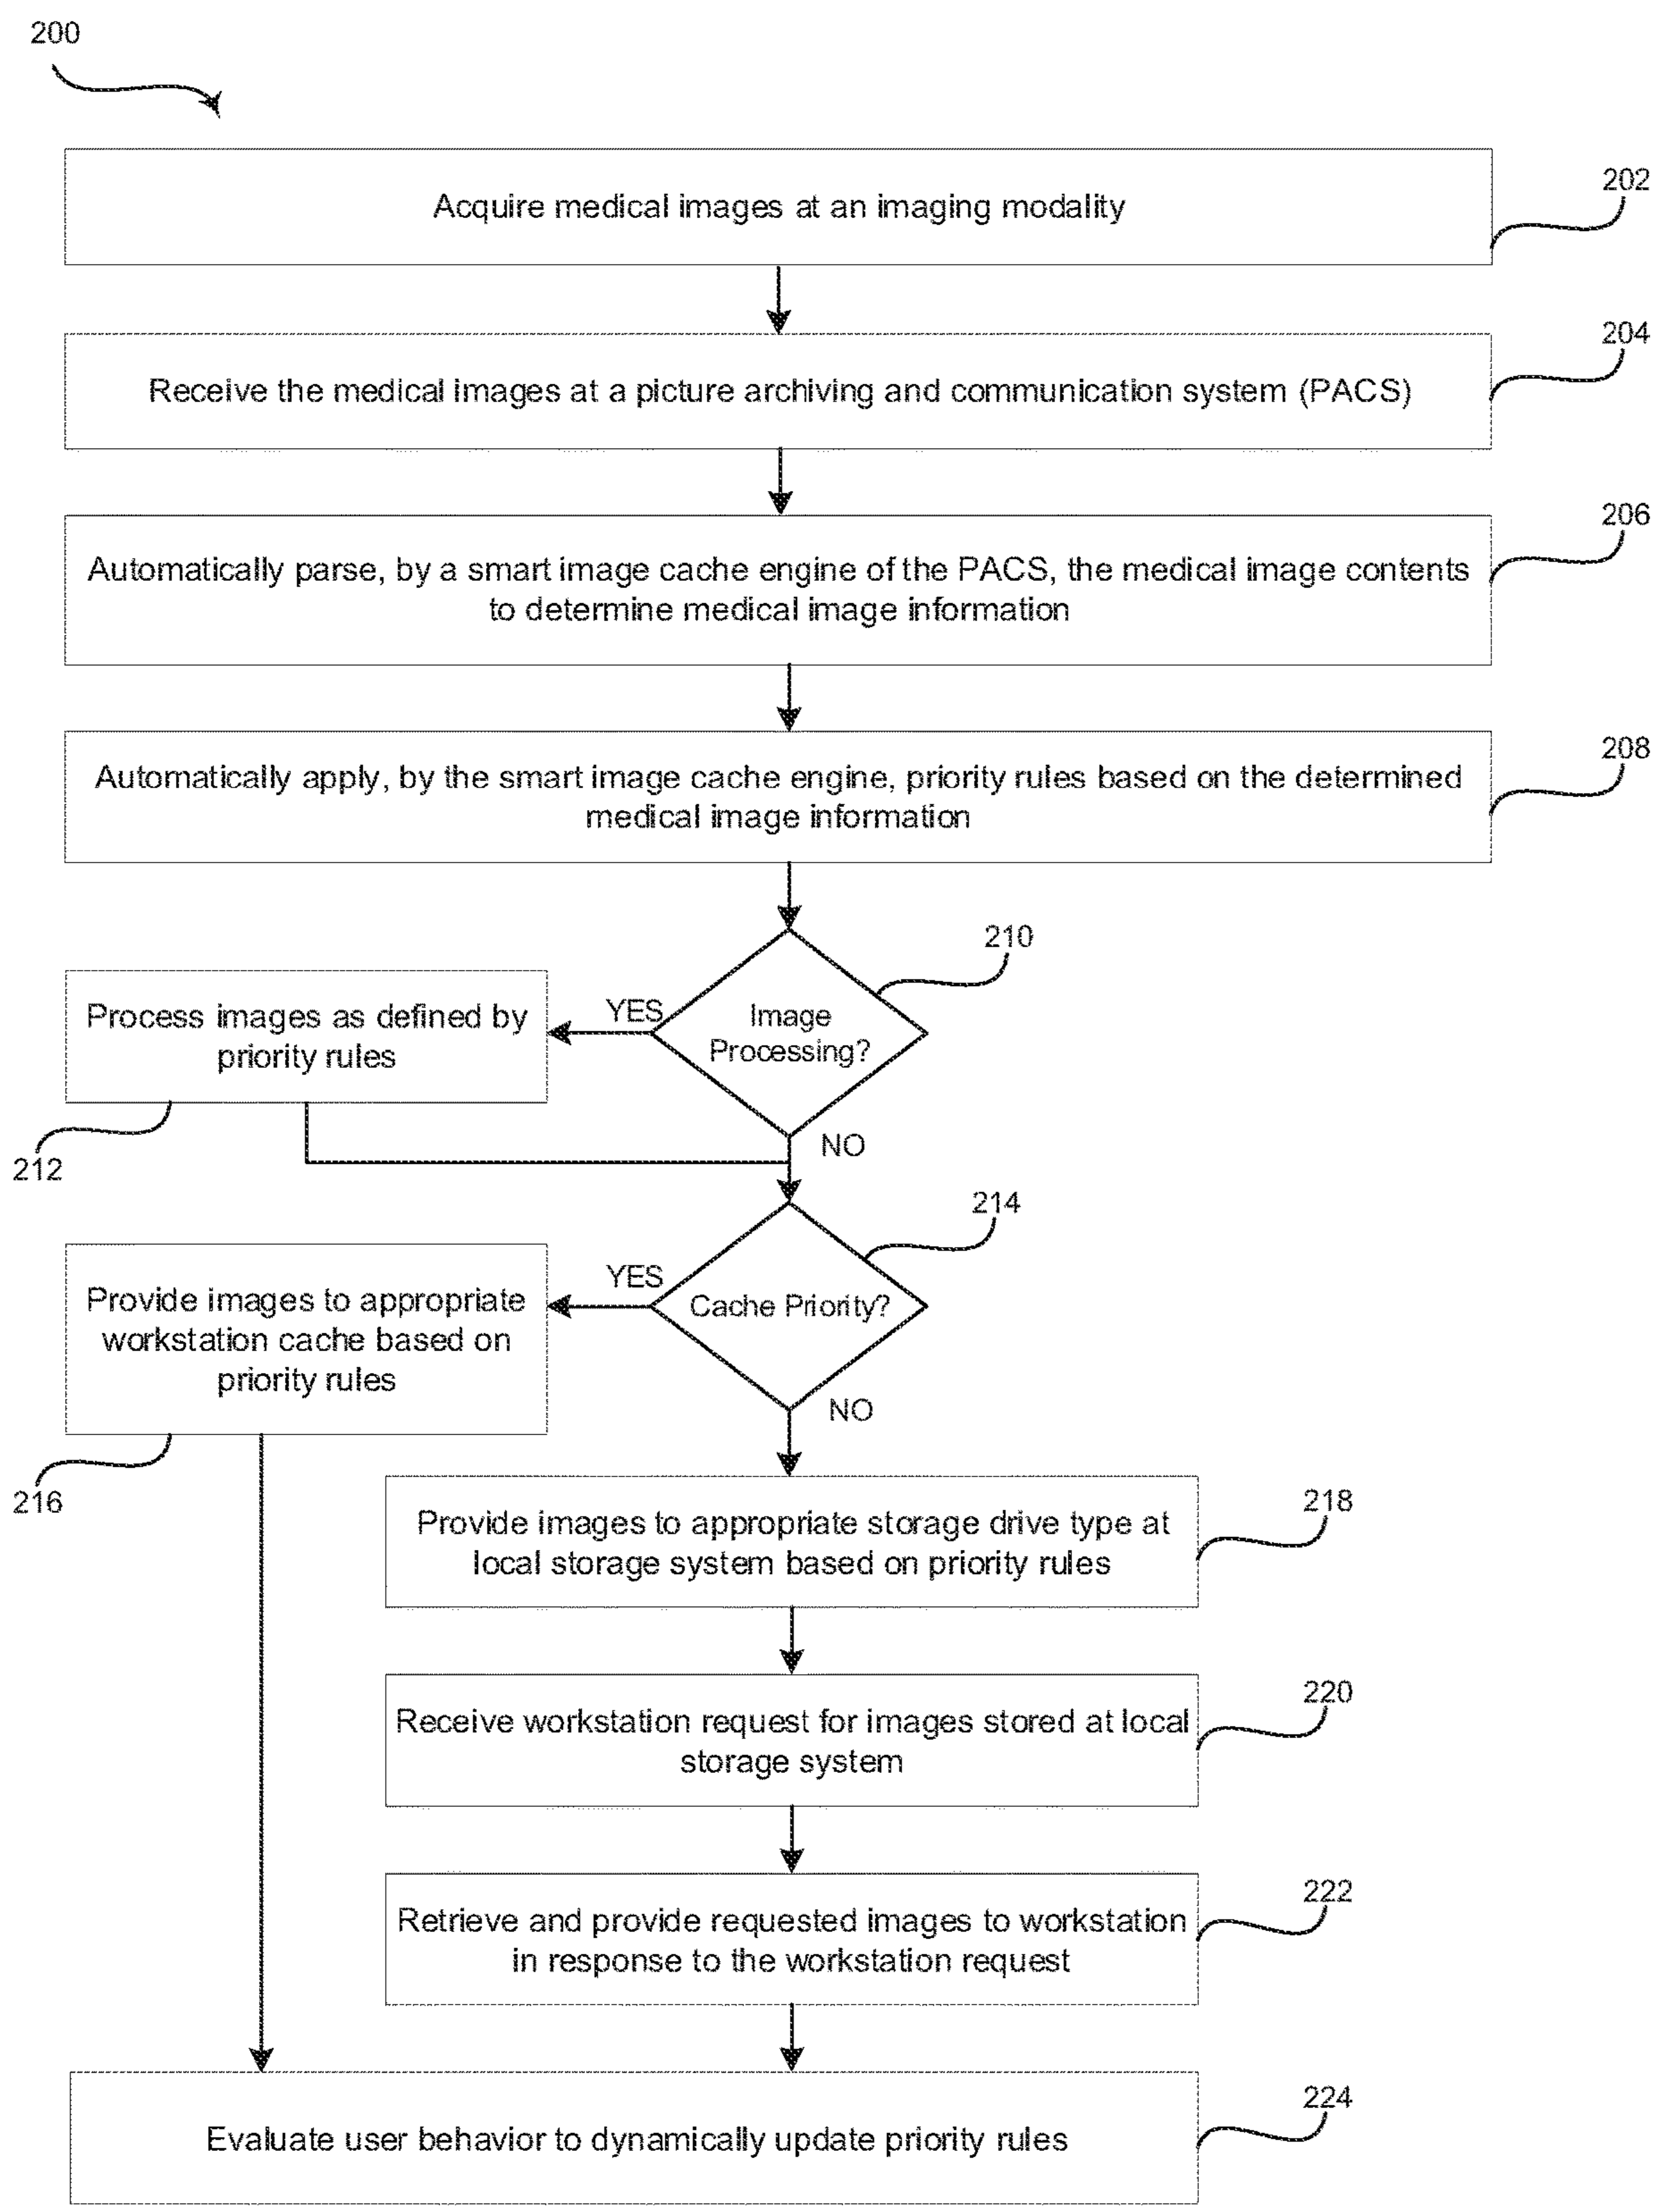 200
Acquire medical images at an imaging modality
202
Receive the medical images at a picture archiving and communication system (PACS)
204
Automatically parse, by a smart image cache engine of the PACS, the medical image contents
to determine medical image information
206
Automatically apply, by the smart image cache engine, priority rules based on the determined
medical image information
208
210
Image
Processing?
YES
Process images as defined by
priority rules
212
NO
214
Cache Priority?
YES
Provide images to appropriate
workstation cache based on
priority rules
216
NO
Provide images to appropriate storage drive type at
local storage system based on priority rules
218
Receive workstation request for images stored at local
storage system
220
Retrieve and provide requested images to workstation
in response to the workstation request
222
Evaluate user behavior to dynamically update priority rules
224